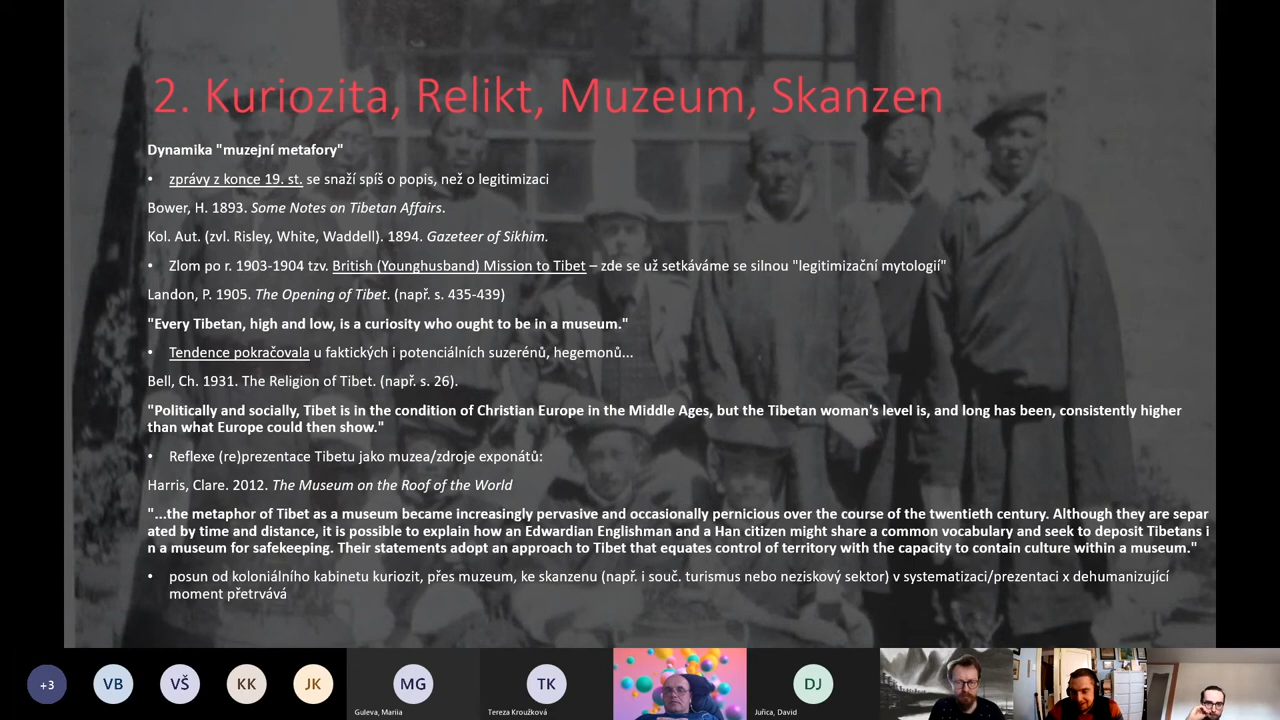 2. Kuriozita, Relikt, Muzeum, Skanzen
Dynamika "muzejní metafory"
• zprávy z konce 19. st. se snaží spíš o popis, než o legitimizaci
Bower, H. 1893. Some Notes on Tibetan Affairs.
Kol. Aut. (zvl. Risley, White, Waddell). 1894. Gazeteer of Sikhim.
• Zlom po r. 1903-1904 tzv. British (Younghusband) Mission to Tibet – zde se už setkáváme se silnou "legitimizační mytologií"
Landon, P. 1905. The Opening of Tibet. (např. s. 435-439)
"Every Tibetan, high and low, is a curiosity who ought to be in a museum."
• Tendence pokračovala u faktických i potenciálních suzerénů, hegemonů...
Bell, Ch. 1931. The Religion of Tibet. (např. s. 26).
"Politically and socially, Tibet is in the condition of Christian Europe in the Middle Ages, but the Tibetan woman's level is, and long has been, consistently higher
than what Europe could then show."
• Reflexe (re)prezentace Tibetu jako muzea/zdroje exponátů:
Harris, Clare. 2012. The Museum on the Roof of the World
"...the metaphor of Tibet as a museum became increasingly pervasive and occasionally pernicious over the course of the twentieth century. Although they are separ
ated by time and distance, it is possible to explain how an Edwardian Englishman and a Han citizen might share a common vocabulary and seek to deposit Tibetans i
n a museum for safekeeping. Their statements adopt an approach to Tibet that equates control of territory with the capacity to contain culture within a museum."
• posun od koloniálního kabinetu kuriozit, přes muzeum, ke skanzenu (např. i souč. turismus nebo neziskový sektor) v systematizaci/prezentaci x dehumanizující
moment přetrvává
+3 VB VŠ KK JK MG TK DJ
Guleva, Mariia Tereza Kroužková Juřica, David